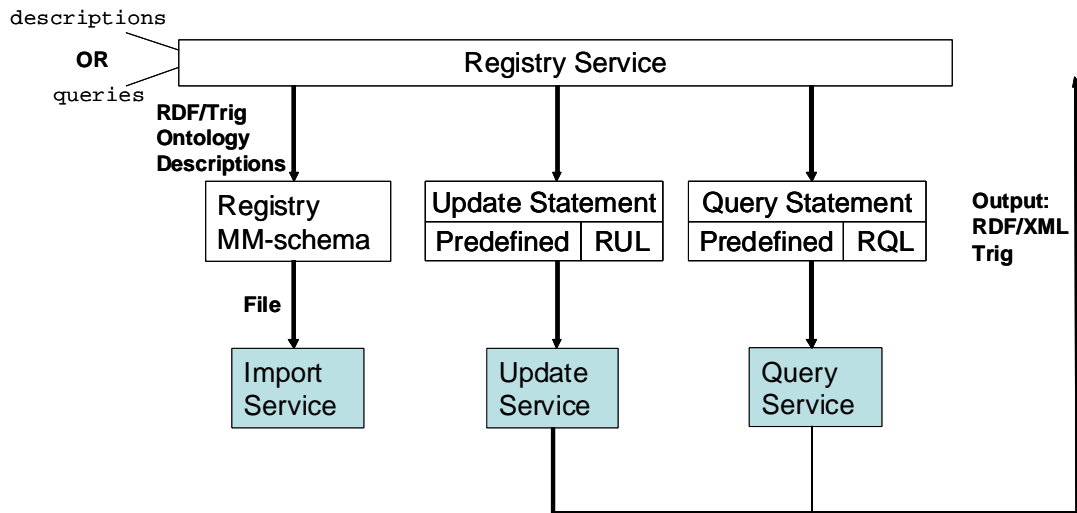 descriptions
OR
queries
Registry Service
RDF/Trig
Ontology
Descriptions
Registry
MM-schema
Update Statement
Predefined RUL
Query Statement
Predefined RQL
Output:
RDF/XML
Trig
File
Import
Service
Update
Service
Query
Service